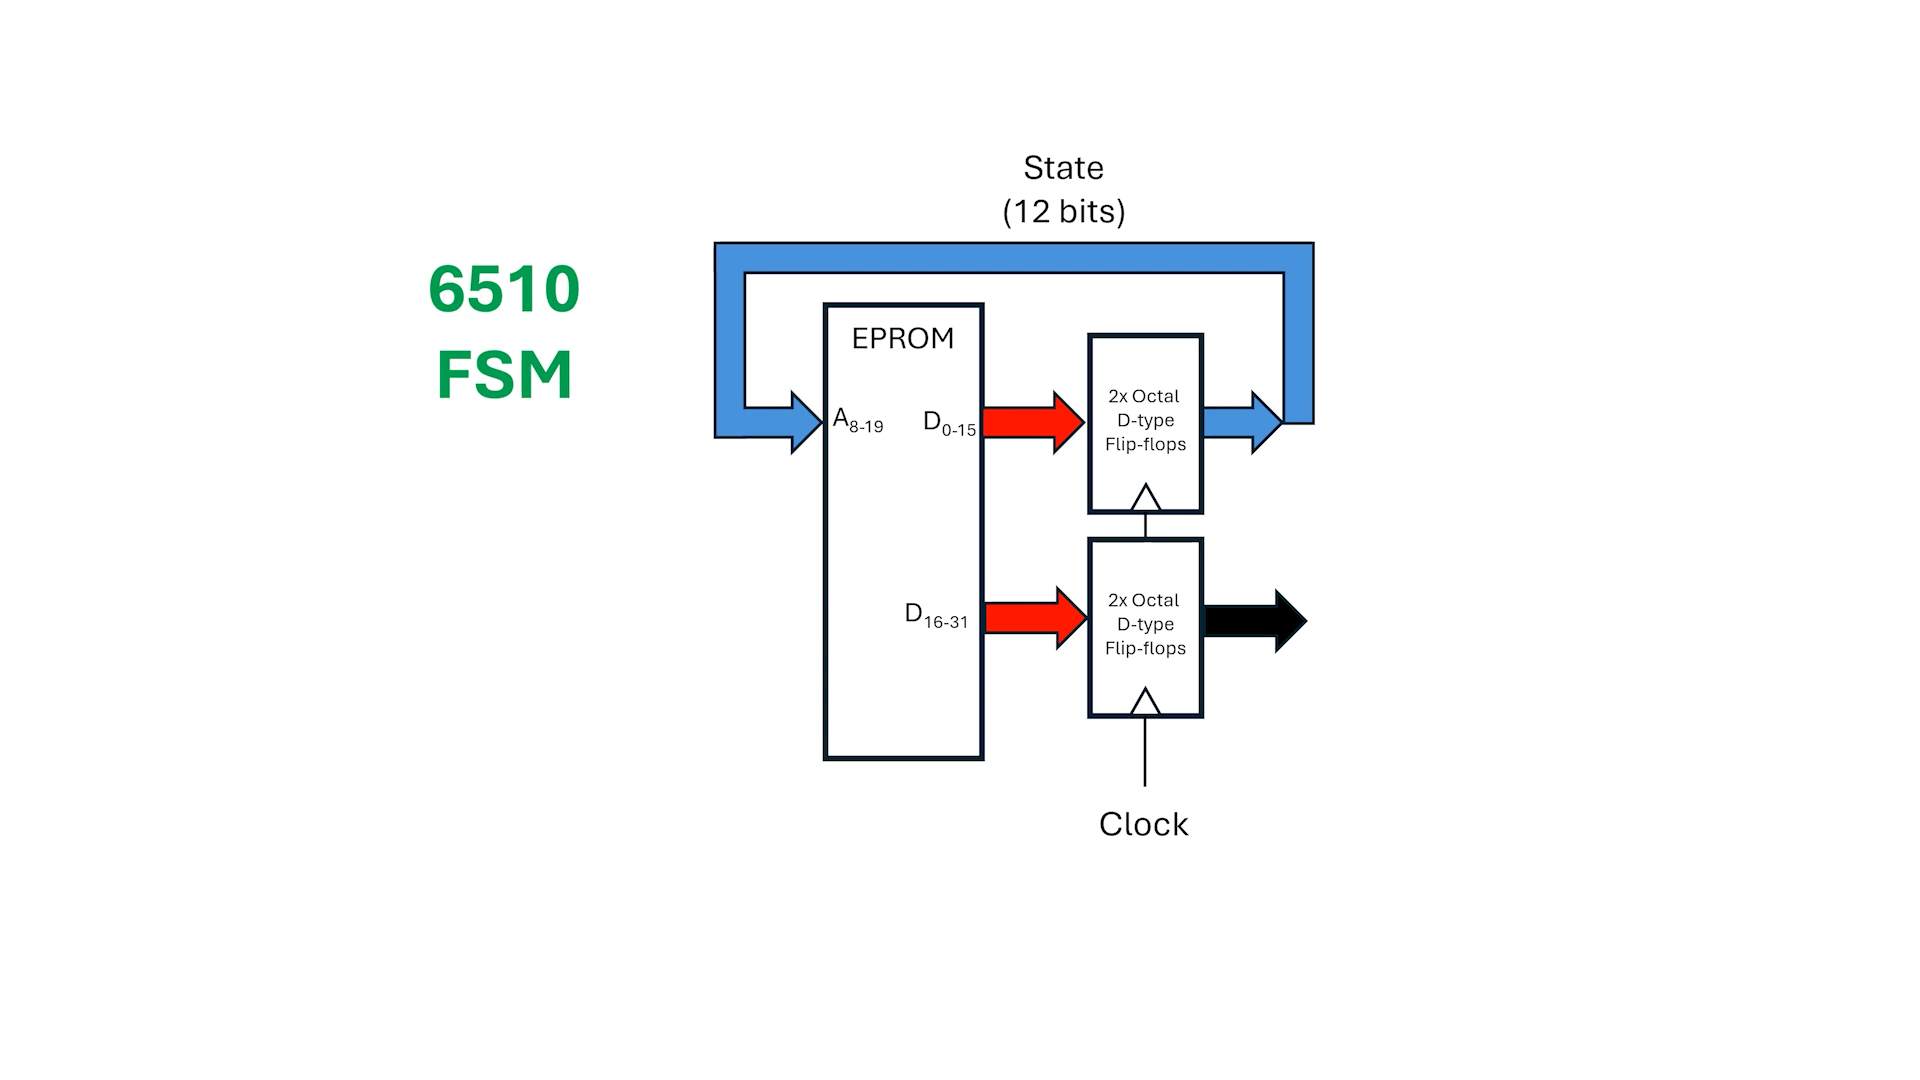 State
(12 bits)
6510
FSM
EPROM
A8-19
D0-15
2x Octal
D-type
Flip-flops
D16-31
2x Octal
D-type
Flip-flops
Clock